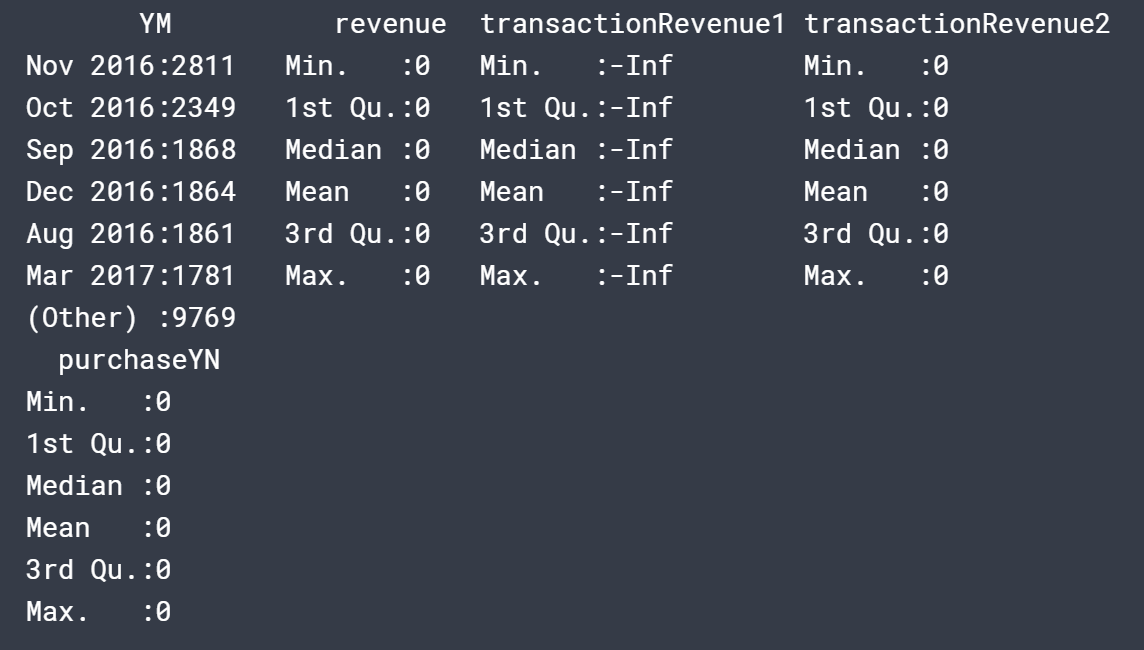 YM revenue transactionRevenue1 transactionRevenue2
Nov 2016:2811 Min. :0 Min. :-Inf Min. :0
Oct 2016:2349 1st Qu.:0 1st Qu.:-Inf 1st Qu.:0
Sep 2016:1868 Median :0 Median :-Inf Median :0
Dec 2016:1864 Mean :0 Mean :-Inf Mean :0
Aug 2016:1861 3rd Qu.:0 3rd Qu.:-Inf 3rd Qu.:0
Mar 2017:1781 Max. :0 Max. :-Inf Max. :0
(Other) :9769
purchaseYN
Min. :0
1st Qu.:0
Median :0
Mean :0
3rd Qu.:0
Max. :0